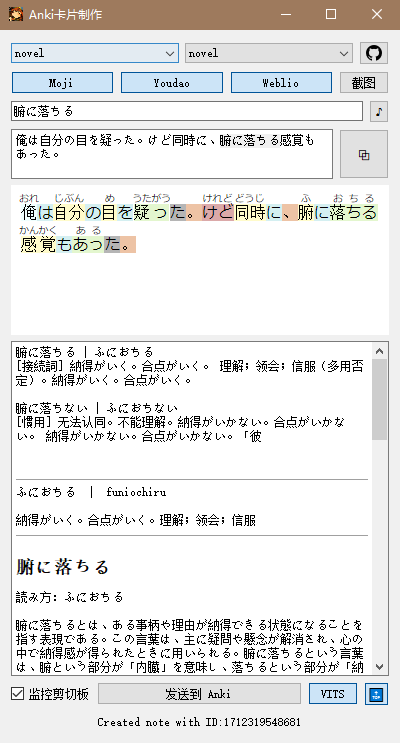 Anki卡片制作
novel novel
Moji Youdao Weblio 截图
腑に落ちる
俺は自分の目を疑った。けど同時に、腑に落ちる感覚も
あった。
おれ じぶん め うたがう けれど どうじ ふ おちる
俺は自分の目を疑った。けど同時に、腑に落ちる
かんかく ある
感覚もあった。
腑に落ちる | ふにおちる
[接続詞] 納得がいく。合点がいく。 理解；领会；信服（多用否
定）。納得がいく。合点がいく。
腑に落ちない | ふにおちない
[慣用] 无法认同。不能理解。納得がいかない。合点がいかな
い。 納得がいかない。合点がいかない。「彼
ふにおちる | funiochiru
納得がいく。合点がいく。理解；领会；信服
腑に落ちる
読み方：ふにおちる
腑に落ちるとは、ある事柄や理由が納得できる状態になることを
指す表現である。この言葉は、主に疑問や懸念が解消され、心の
中で納得感が得られたときに用いられる。腑に落ちるという部分が
は、腑という部分が「内臓」を意味し、落ちるという部分が「納
监控剪切板 发送到 Anki VITS TOP
Created note with ID:1712319548681